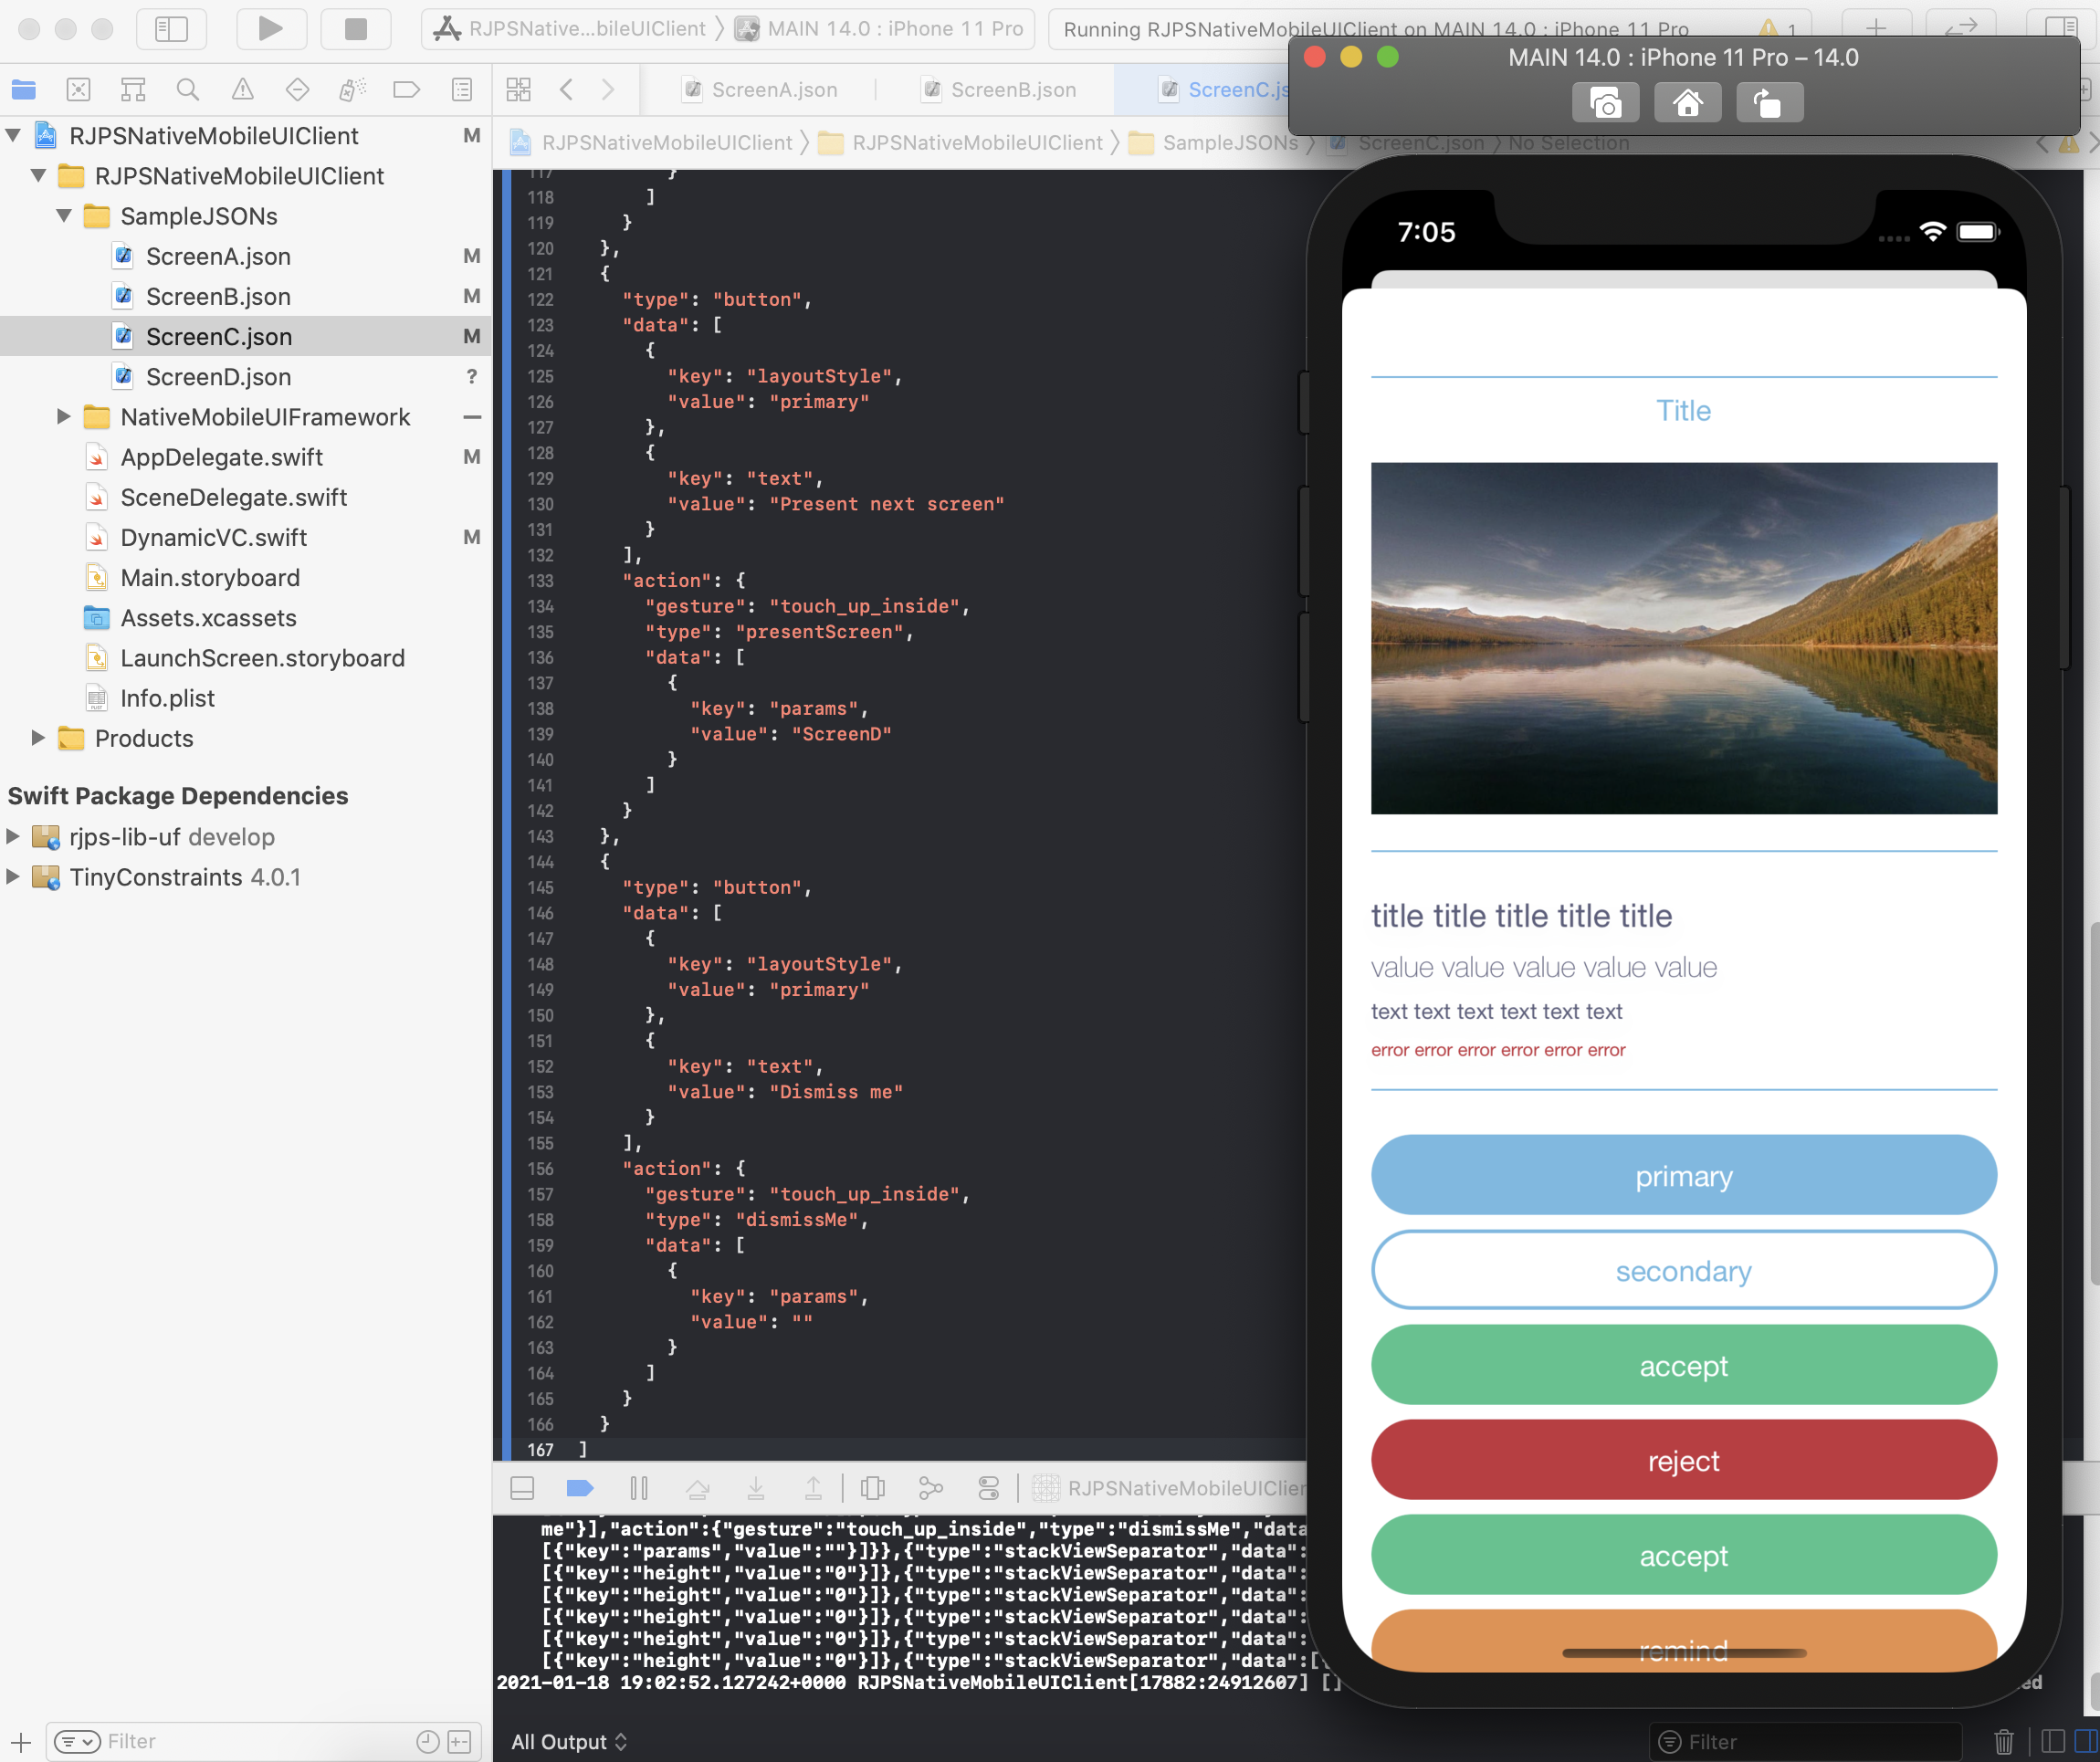 RJPSNative...bileUIClient
MAIN 14.0 : iPhone 11 Pro
Running RJPSNativeMobileUIClient on MAIN 14.0 : iPhone 11 Pro
1
MAIN 14.0 : iPhone 11 Pro – 14.0
ScreenA.json
ScreenB.json
ScreenC.js
RJPSNativeMobileUIClient
RJPSNativeMobileUIClient
SampleJSONs
ScreenC.json
No Selection
RJPSNativeMobileUIClient M
RJPSNativeMobileUIClient
SampleJSONs
ScreenA.json M
ScreenB.json M
ScreenC.json M
ScreenD.json ?
NativeMobileUIFramework —
AppDelegate.swift M
SceneDelegate.swift
DynamicVC.swift M
Main.storyboard
Assets.xcassets
LaunchScreen.storyboard
Info.plist
Products
Swift Package Dependencies
rjps-lib-uf develop
TinyConstraints 4.0.1
Filter
117 }
118 ]
119 }
120 },
121 {
122 "type": "button",
123 "data": [
124 {
125 "key": "layoutStyle",
126 "value": "primary"
127 },
128 {
129 "key": "text",
130 "value": "Present next screen"
131 }
132 ],
133 "action": {
134 "gesture": "touch_up_inside",
135 "type": "presentScreen",
136 "data": [
137 {
138 "key": "params",
139 "value": "ScreenD"
140 }
141 ]
142 }
143 },
144 {
145 "type": "button",
146 "data": [
147 {
148 "key": "layoutStyle",
149 "value": "primary"
150 },
151 {
152 "key": "text",
153 "value": "Dismiss me"
154 }
155 ],
156 "action": {
157 "gesture": "touch_up_inside",
158 "type": "dismissMe",
159 "data": [
160 {
161 "key": "params",
162 "value": ""
163 }
164 ]
165 }
166 }
167 ]
RJPSNativeMobileUIClien
me"}],"action":{"gesture":"touch_up_inside","type":"dismissMe","data
[{"key":"params","value":""}]}},{"type":"stackViewSeparator","data":
[{"key":"height","value":"0"}]},{"type":"stackViewSeparator","data":
[{"key":"height","value":"0"}]},{"type":"stackViewSeparator","data":
[{"key":"height","value":"0"}]},{"type":"stackViewSeparator","data":
[{"key":"height","value":"0"}]},{"type":"stackViewSeparator","data":
[{"key":"height","value":"0"}]},{"type":"stackViewSeparator","data":[
2021-01-18 19:02:52.127242+0000 RJPSNativeMobileUIClient[17882:24912607] []
ed
All Output
Filter
7:05
Title
title title title title title
value value value value value
text text text text text text
error error error error error error
primary
secondary
accept
reject
accept
remind